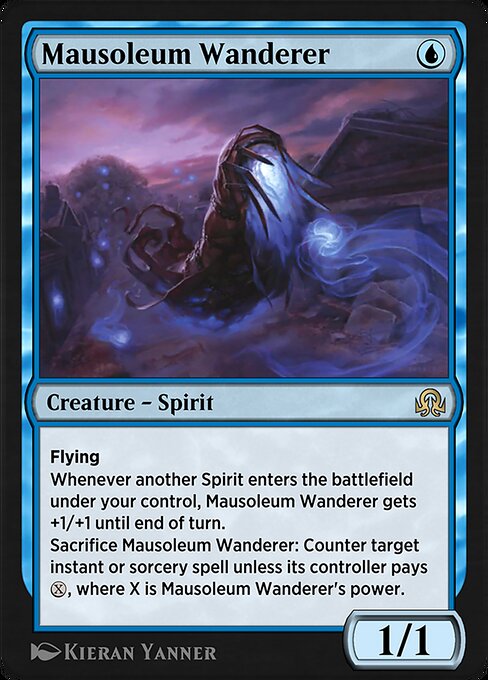 Mausoleum Wanderer
Creature – Spirit
Flying
Whenever another Spirit enters the battlefield
under your control, Mausoleum Wanderer gets
+1/+1 until end of turn.
Sacrifice Mausoleum Wanderer: Counter target
instant or sorcery spell unless its controller pays
Ⓧ, where X is Mausoleum Wanderer's power.
1/1
Kieran Yanner